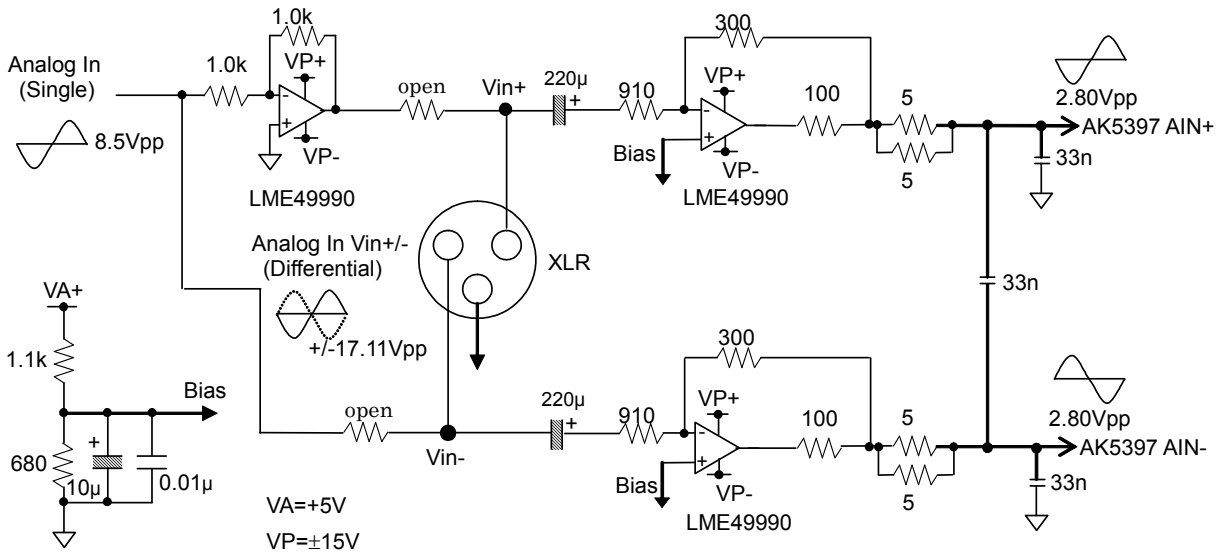 1.0k
300
Analog In
(Single)
1.0k
VP+
open
Vin+
220µ
+
910
VP+
100
5
2.80Vpp
-
+
-
+
AK5397 AIN+
8.5Vpp
VP-
Bias
VP-
5
33n
LME49990
LME49990
Analog In Vin+/-
(Differential)
XLR
VA+
33n
+/-17.11Vpp
300
1.1k
Bias
open
220µ
+
910
VP+
100
5
2.80Vpp
-
+
AK5397 AIN-
680
+
10µ
0.01µ
Vin-
Bias
VP-
5
33n
VA=+5V
LME49990
VP=±15V